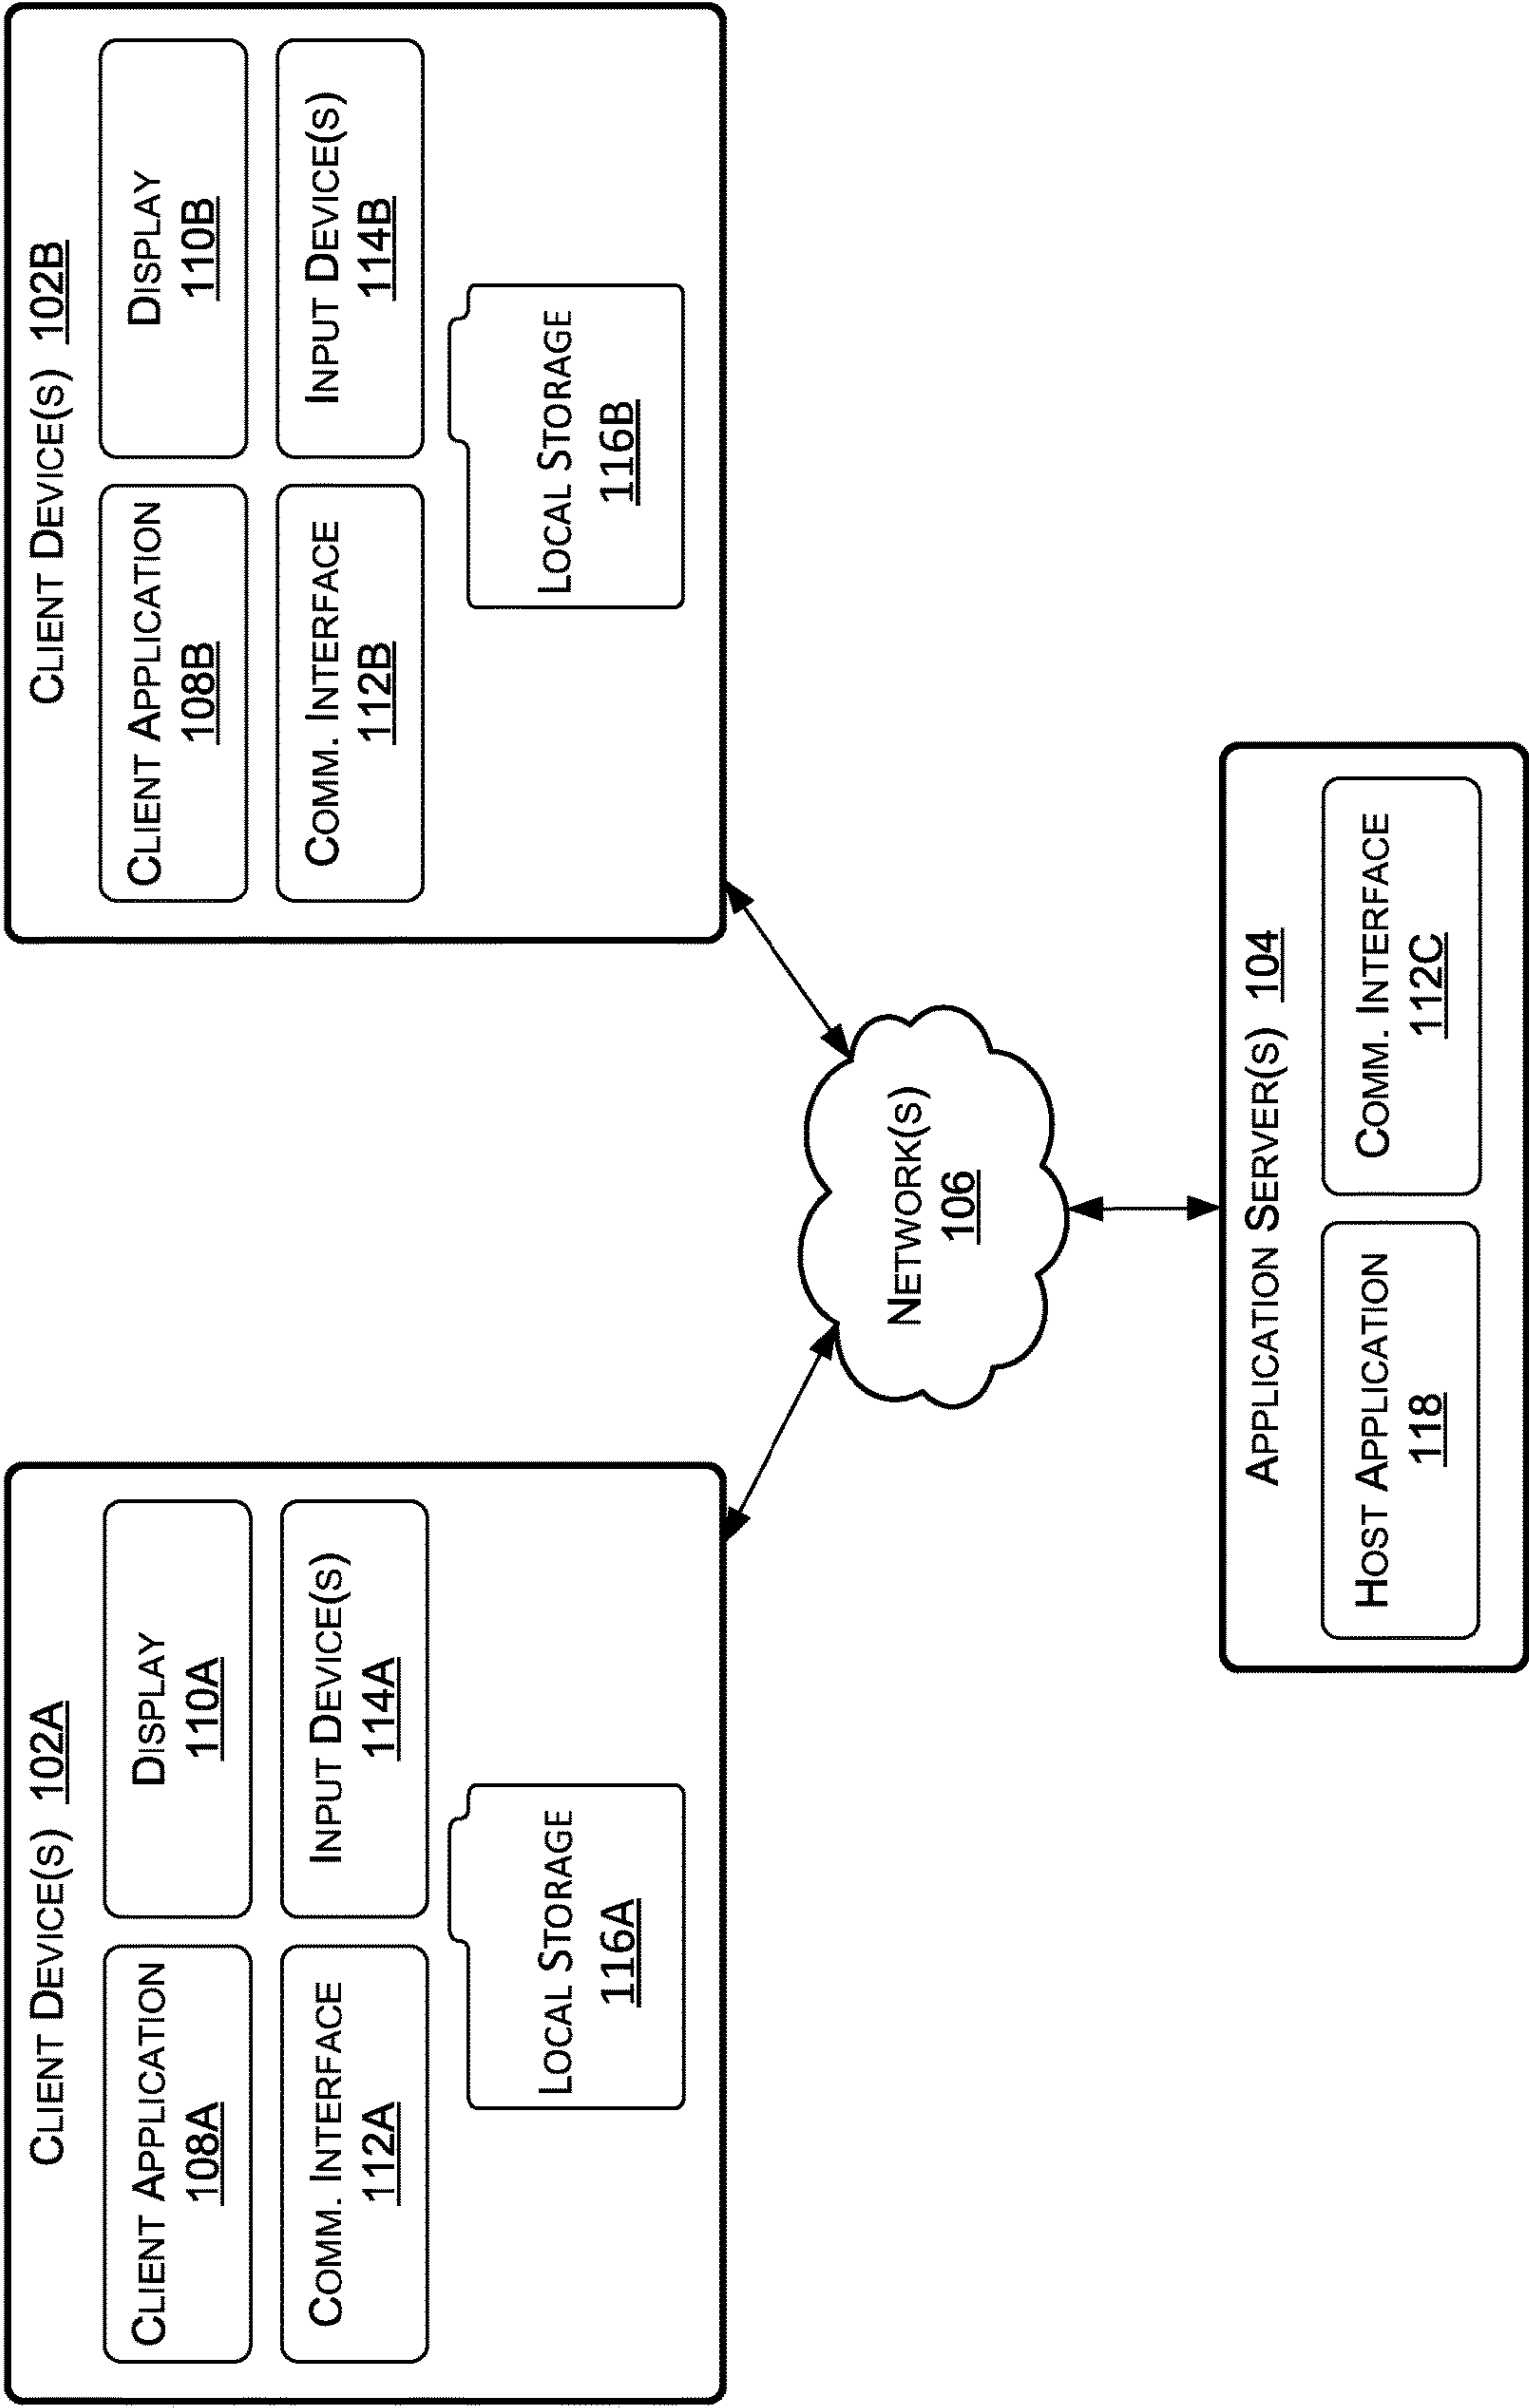 CLIENT DEVICE(S) 102A
CLIENT APPLICATION
108A
DISPLAY
110A
COMM. INTERFACE
112A
INPUT DEVICE(S)
114A
LOCAL STORAGE
116A
CLIENT DEVICE(S) 102B
CLIENT APPLICATION
108B
DISPLAY
110B
COMM. INTERFACE
112B
INPUT DEVICE(S)
114B
LOCAL STORAGE
116B
NETWORK(S)
106
APPLICATION SERVER(S) 104
HOST APPLICATION
118
COMM. INTERFACE
112C